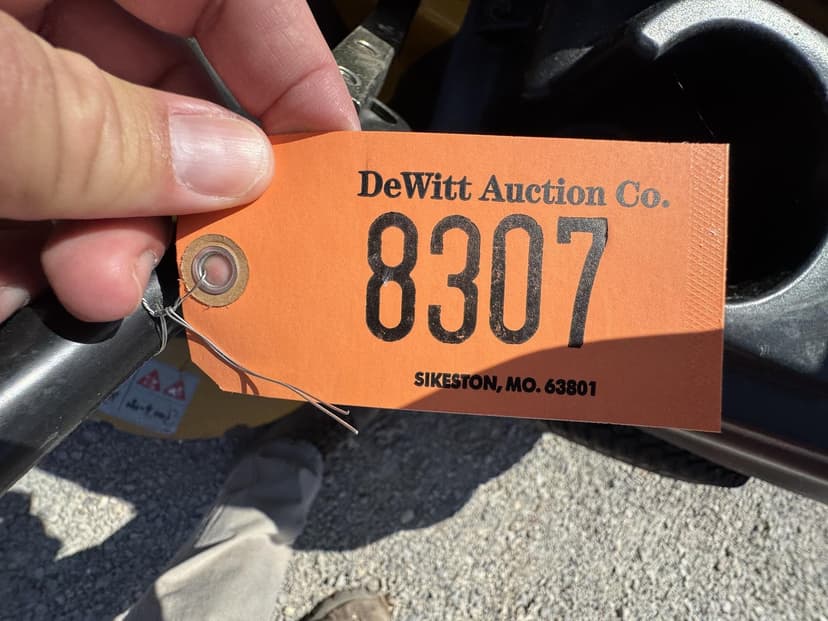 DeWitt Auction Co.
8307
SIKESTON, MO. 63801